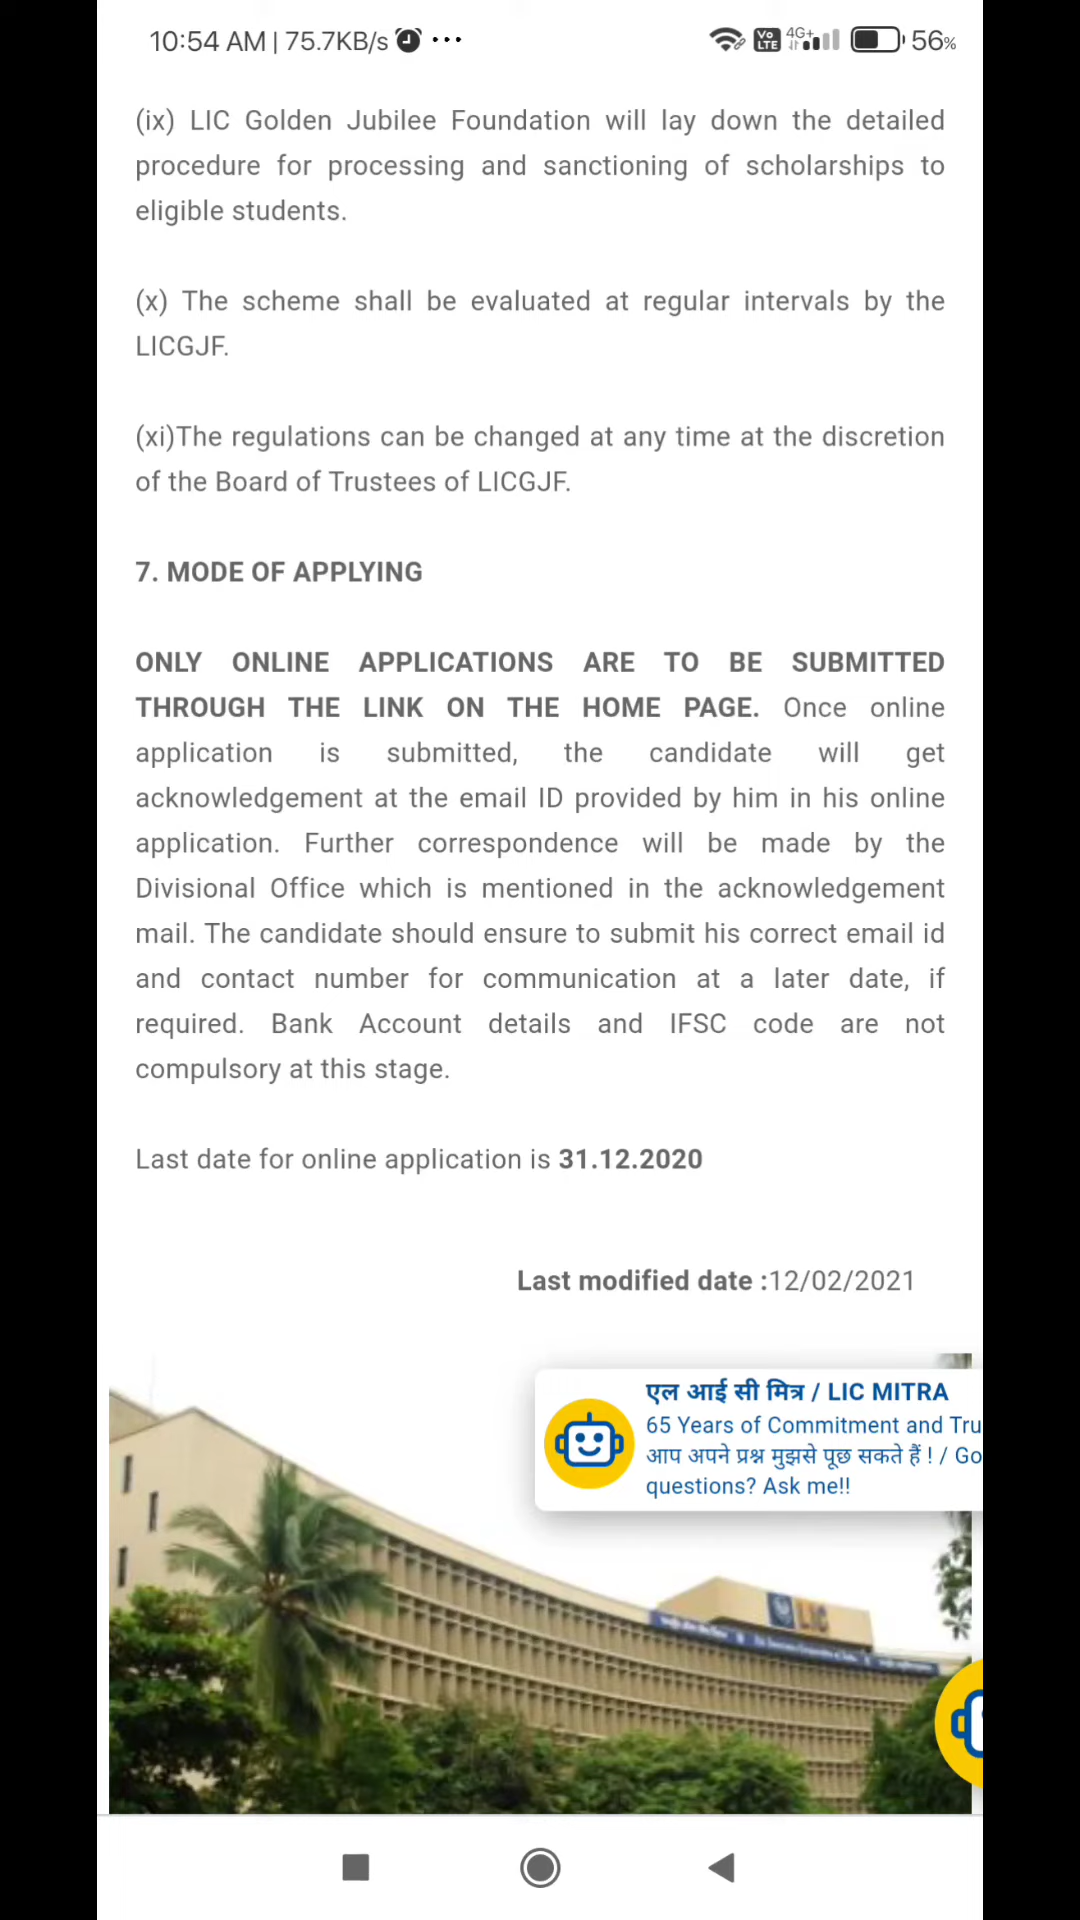 10:54 AM | 75.7KB/s ...
Vo LTE 4G+ 56%
(ix) LIC Golden Jubilee Foundation will lay down the detailed
procedure for processing and sanctioning of scholarships to
eligible students.
(x) The scheme shall be evaluated at regular intervals by the
LICGJF.
(xi)The regulations can be changed at any time at the discretion
of the Board of Trustees of LICGJF.
7. MODE OF APPLYING
ONLY ONLINE APPLICATIONS ARE TO BE SUBMITTED
THROUGH THE LINK ON THE HOME PAGE. Once online
application is submitted, the candidate will get
acknowledgement at the email ID provided by him in his online
application. Further correspondence will be made by the
Divisional Office which is mentioned in the acknowledgement
mail. The candidate should ensure to submit his correct email id
and contact number for communication at a later date, if
required. Bank Account details and IFSC code are not
compulsory at this stage.
Last date for online application is 31.12.2020
Last modified date :12/02/2021
एल आई सी मित्र / LIC MITRA
65 Years of Commitment and Tru
आप अपने प्रश्न मुझसे पूछ सकते हैं ! / Go
questions? Ask me!!
LIC